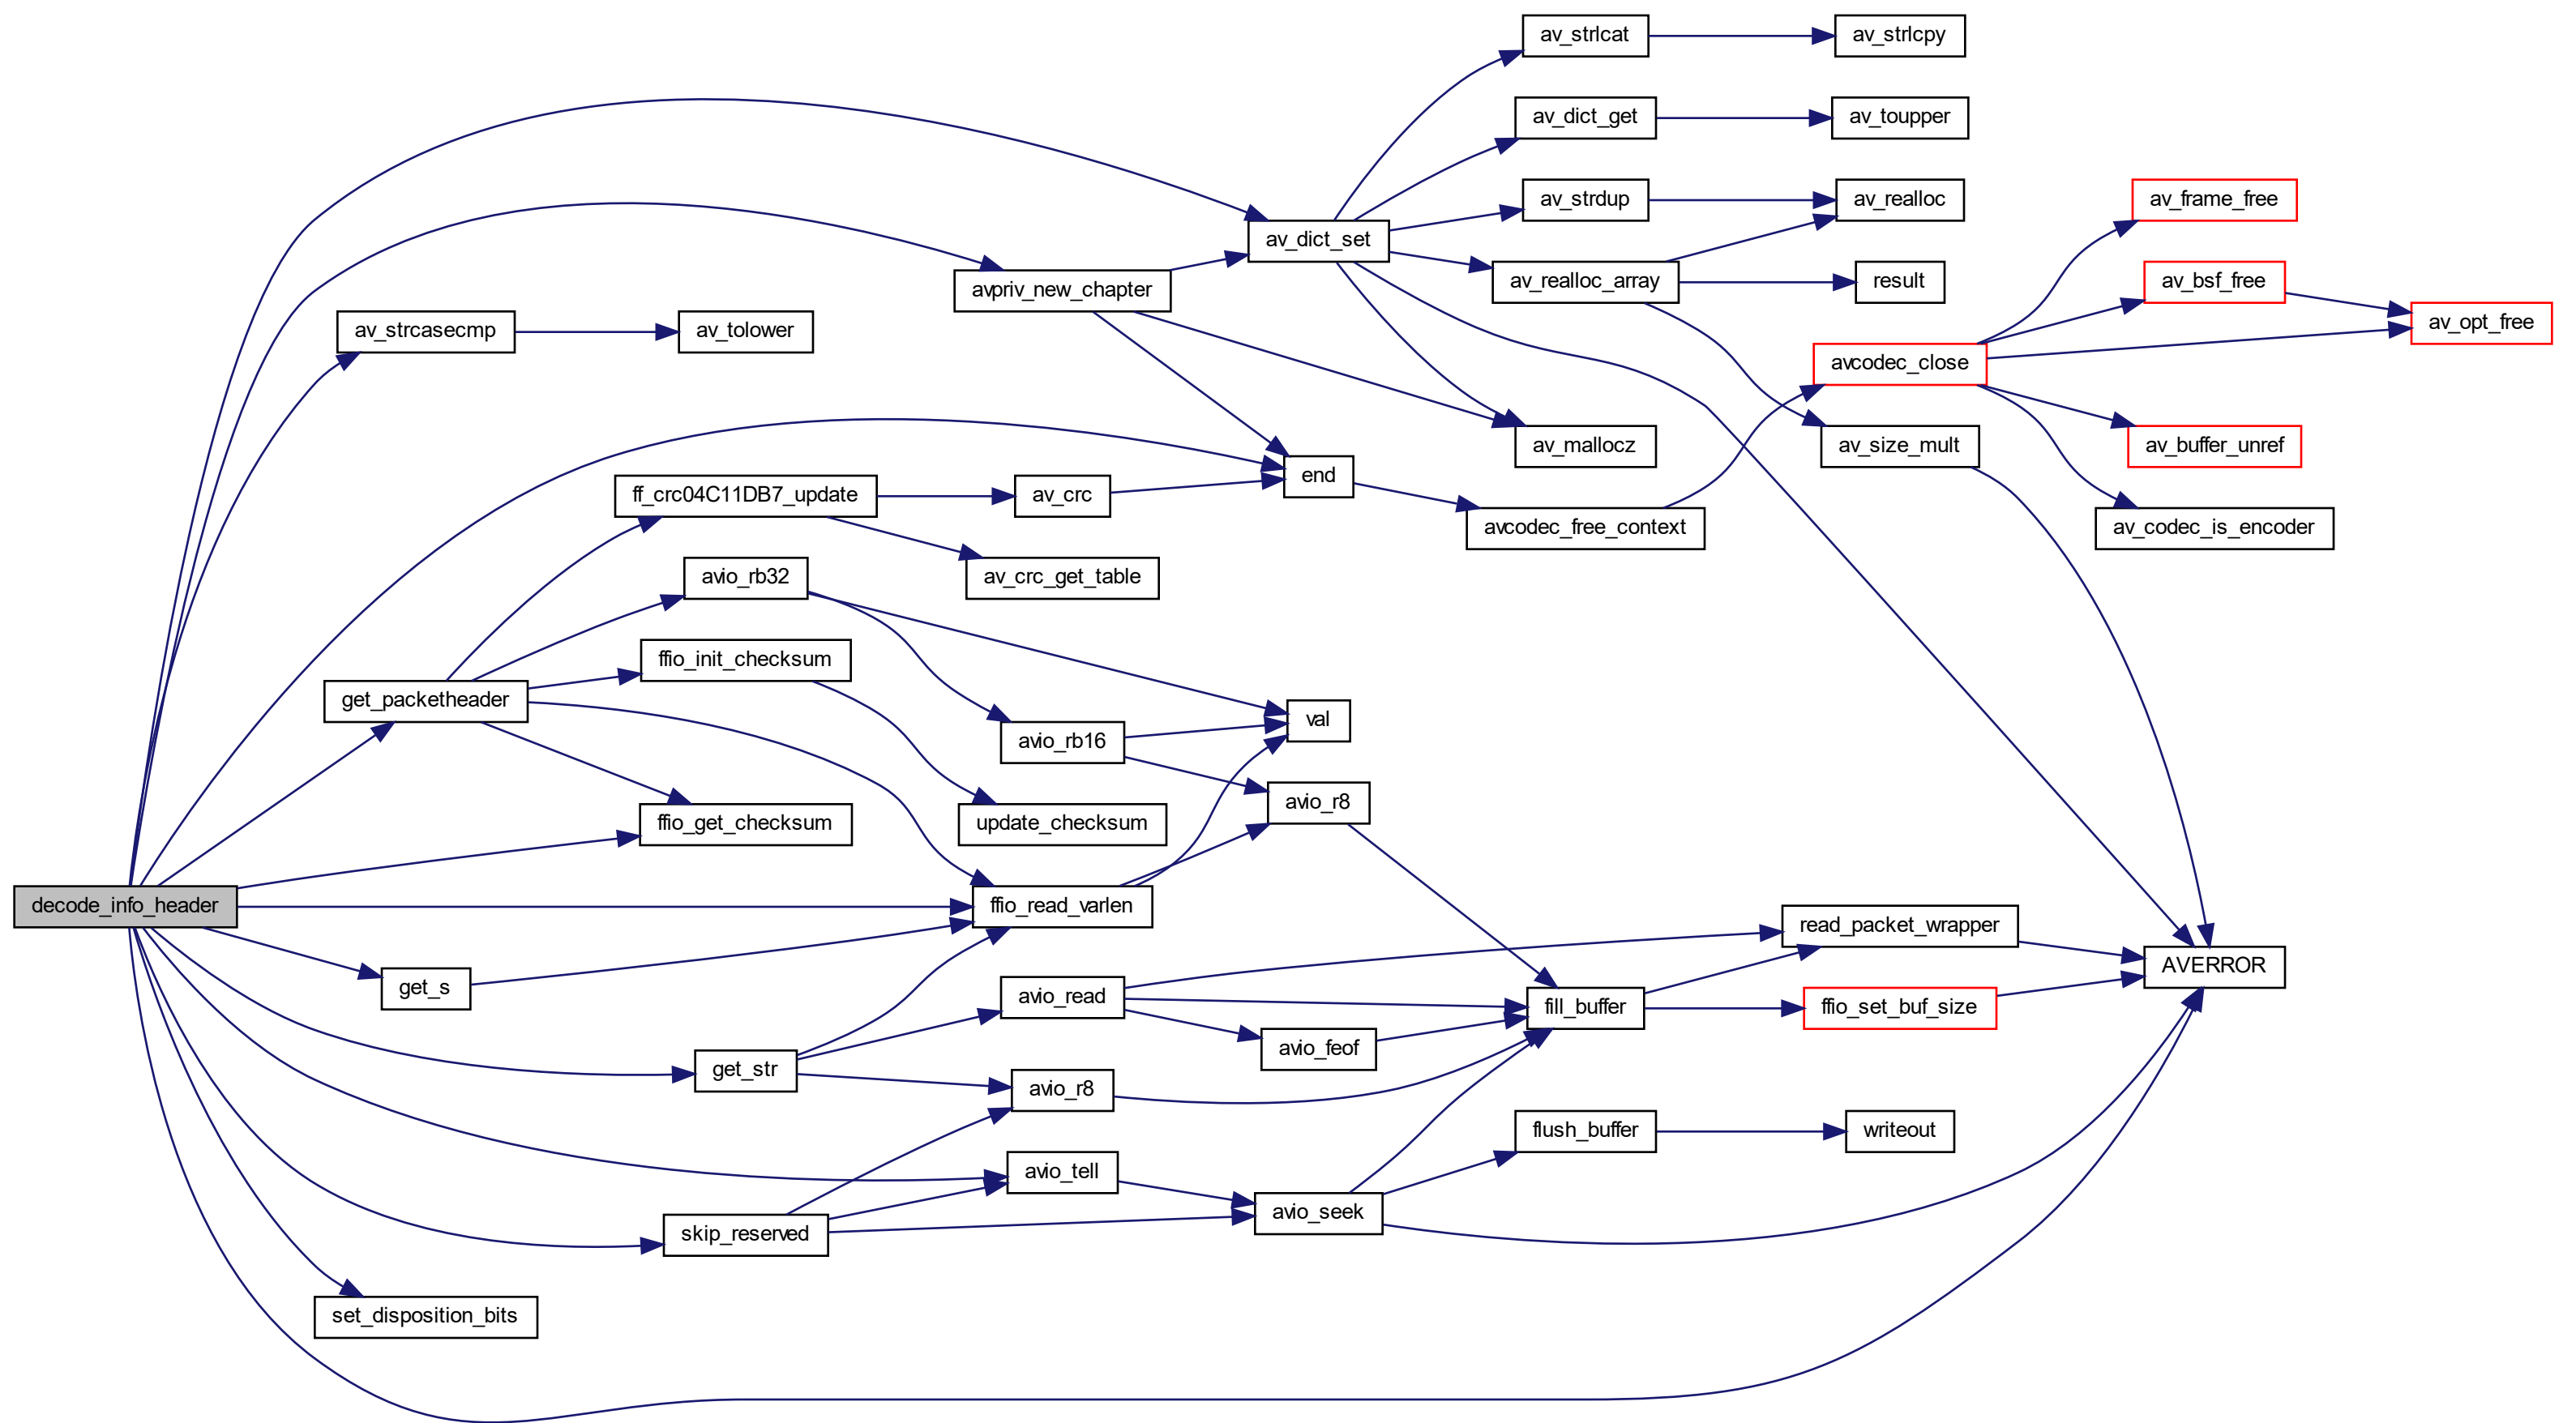 av_strlcat
av_strlcpy
av_dict_get
av_toupper
av_strdup
av_realloc
av_frame_free
av_dict_set
av_realloc_array
result
av_bsf_free
avpriv_new_chapter
av_opt_free
av_strcasecmp
av_tolower
avcodec_close
av_mallocz
av_size_mult
av_buffer_unref
end
ff_crc04C11DB7_update
av_crc
avcodec_free_context
av_codec_is_encoder
avio_rb32
av_crc_get_table
ffio_init_checksum
get_packetheader
val
avio_rb16
avio_r8
ffio_get_checksum
update_checksum
decode_info_header
ffio_read_varlen
read_packet_wrapper
AVERROR
get_s
avio_read
fill_buffer
ffio_set_buf_size
avio_feof
get_str
avio_r8
flush_buffer
writeout
avio_tell
avio_seek
skip_reserved
set_disposition_bits